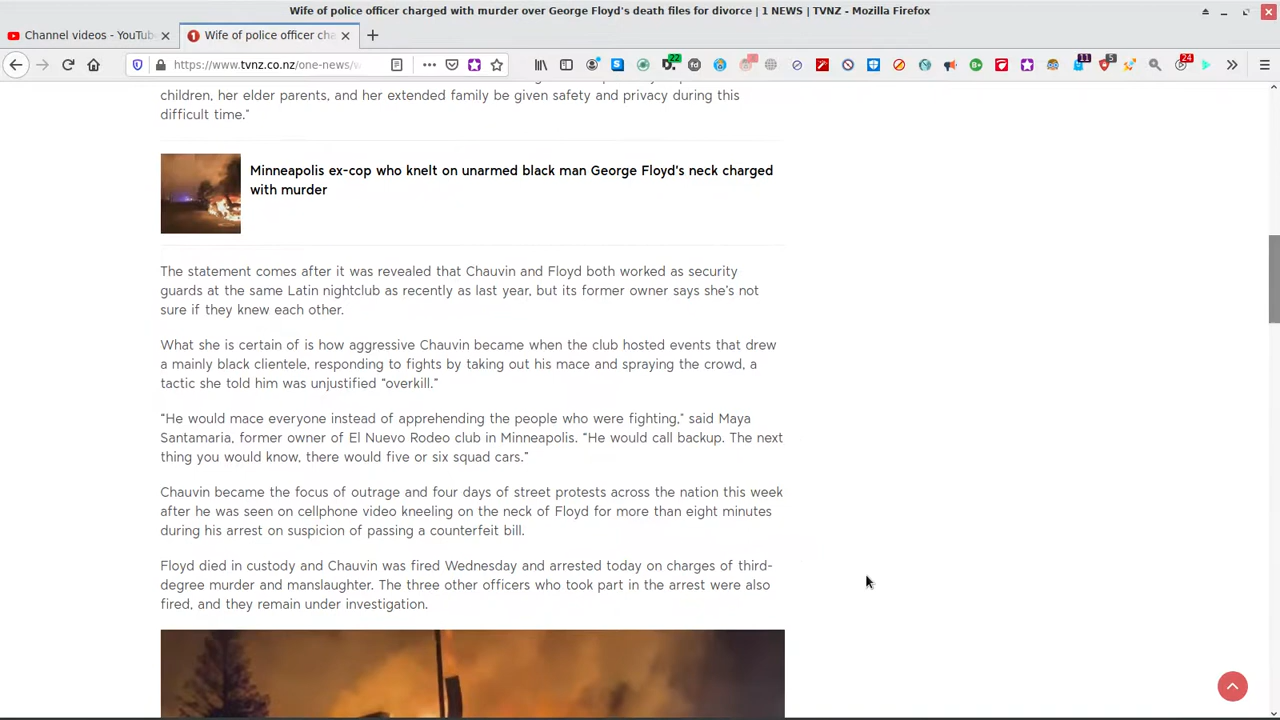 Wife of police officer charged with murder over George Floyd's death files for divorce | 1 NEWS | TVNZ - Mozilla Firefox
Channel videos - YouTub
Wife of police officer cha
https://www.tvnz.co.nz/one-news/w
22
11
5
24
children, her elder parents, and her extended family be given safety and privacy during this
difficult time."
Minneapolis ex-cop who knelt on unarmed black man George Floyd's neck charged
with murder
The statement comes after it was revealed that Chauvin and Floyd both worked as security
guards at the same Latin nightclub as recently as last year, but its former owner says she's not
sure if they knew each other.
What she is certain of is how aggressive Chauvin became when the club hosted events that drew
a mainly black clientele, responding to fights by taking out his mace and spraying the crowd, a
tactic she told him was unjustified “overkill.”
“He would mace everyone instead of apprehending the people who were fighting,” said Maya
Santamaria, former owner of El Nuevo Rodeo club in Minneapolis. “He would call backup. The next
thing you would know, there would five or six squad cars.”
Chauvin became the focus of outrage and four days of street protests across the nation this week
after he was seen on cellphone video kneeling on the neck of Floyd for more than eight minutes
during his arrest on suspicion of passing a counterfeit bill.
Floyd died in custody and Chauvin was fired Wednesday and arrested today on charges of third-
degree murder and manslaughter. The three other officers who took part in the arrest were also
fired, and they remain under investigation.